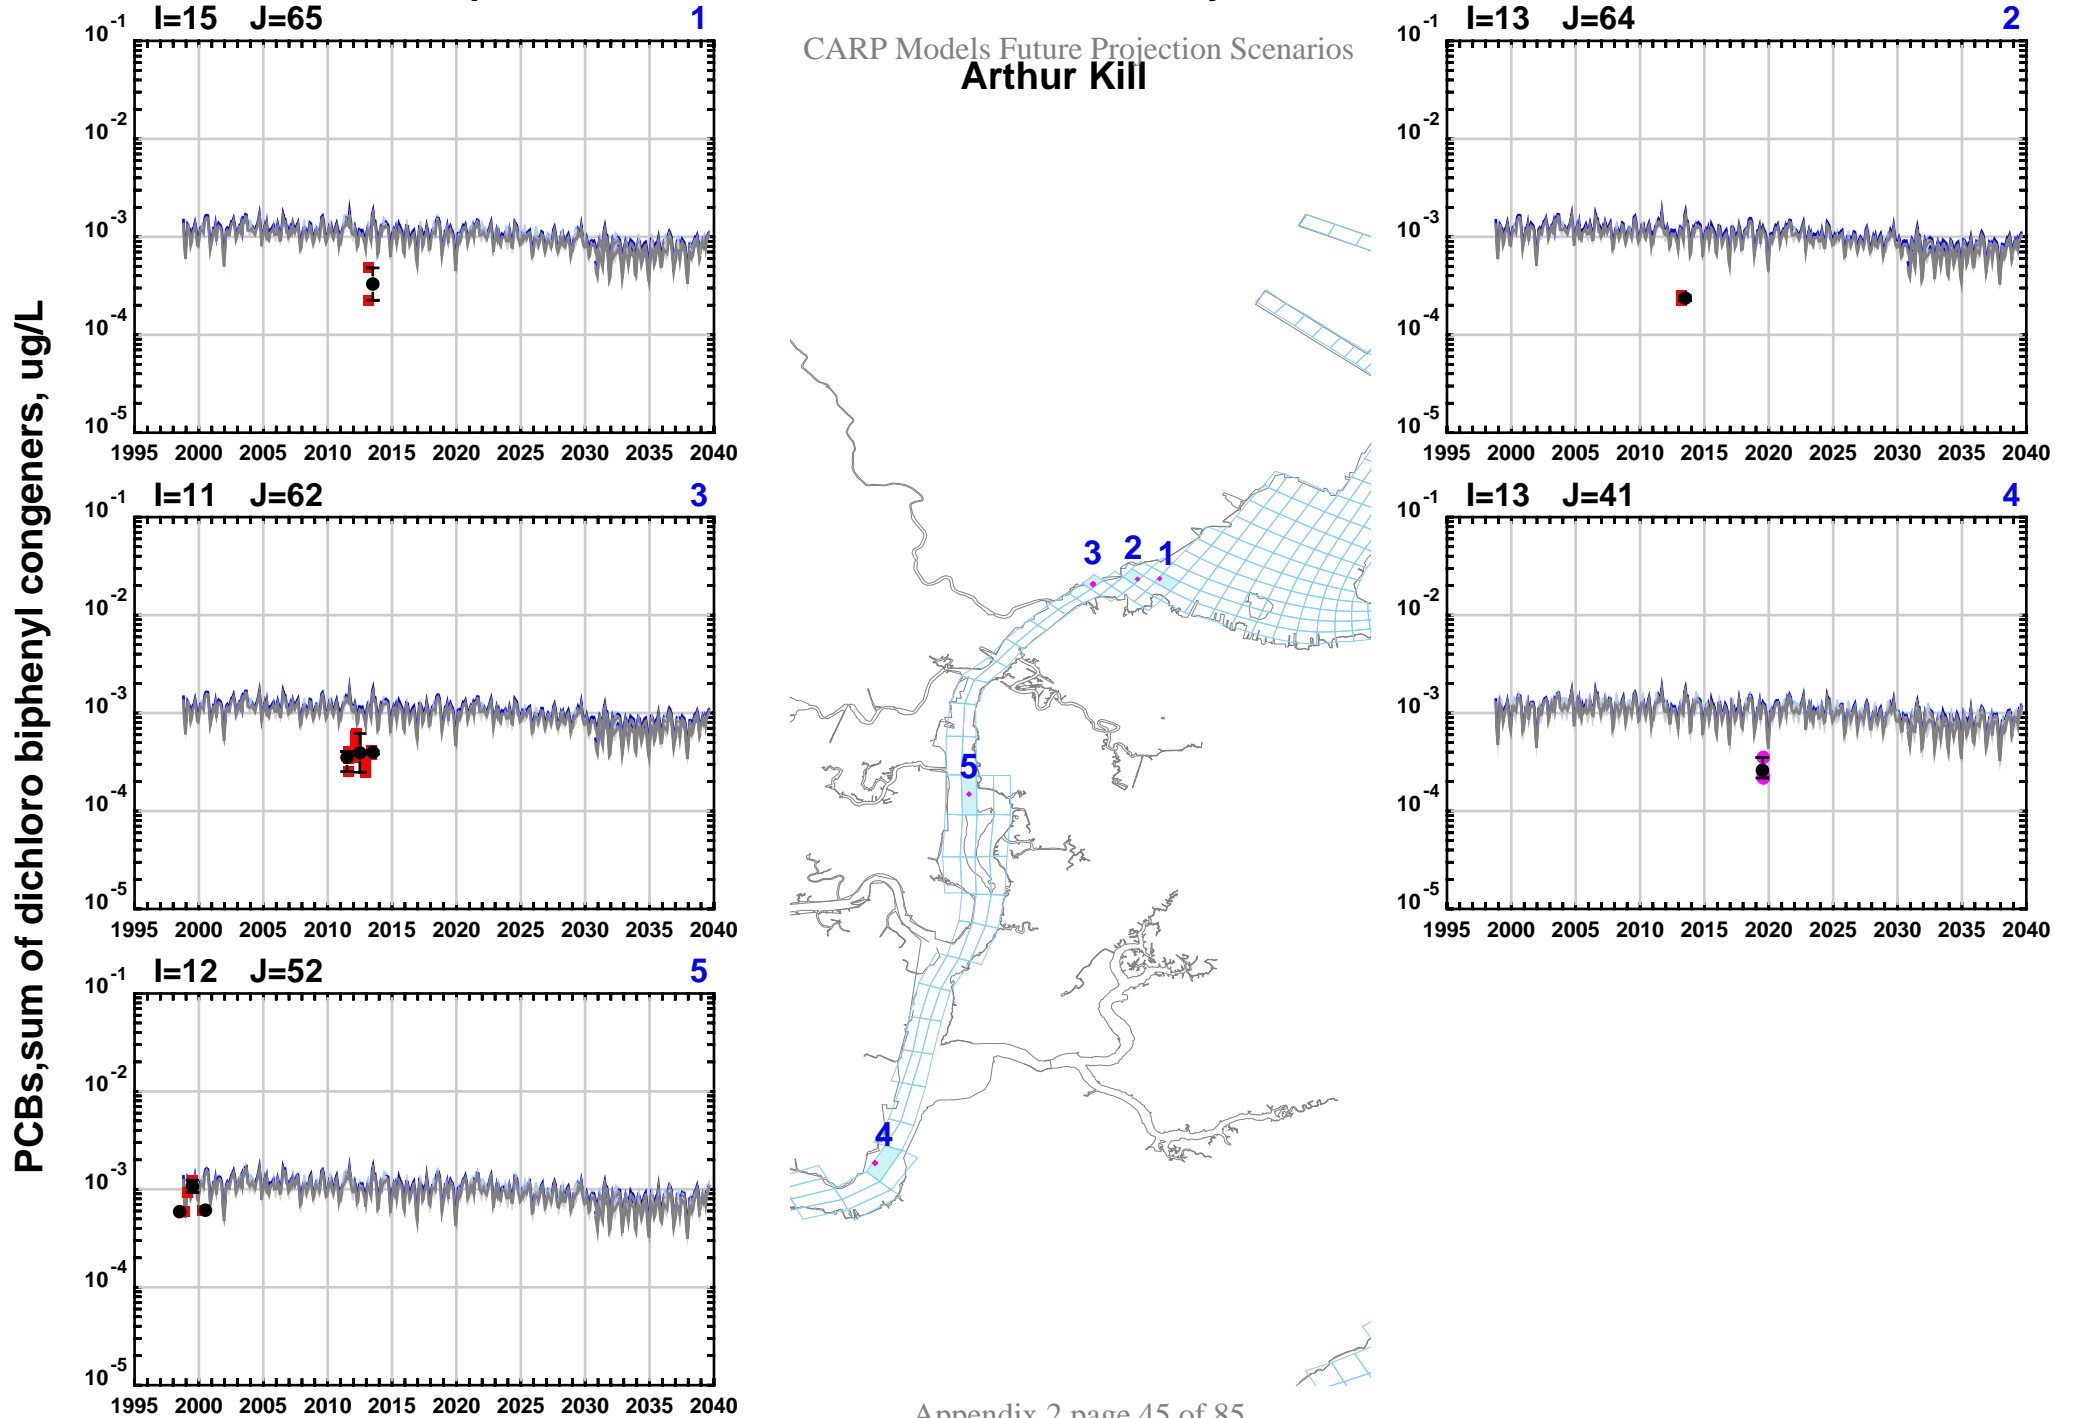 CARP Models Future Projection Scenarios
Arthur Kill
PCBs,sum of dichloro biphenyl congeners, ug/L
I=15 J=65 1
10-1
10-2
10-3
10-4
10-5
1995 2000 2005 2010 2015 2020 2025 2030 2035 2040
I=13 J=64 2
10-1
10-2
10-3
10-4
10-5
1995 2000 2005 2010 2015 2020 2025 2030 2035 2040
I=11 J=62 3
10-1
10-2
10-3
10-4
10-5
1995 2000 2005 2010 2015 2020 2025 2030 2035 2040
I=13 J=41 4
10-1
10-2
10-3
10-4
10-5
1995 2000 2005 2010 2015 2020 2025 2030 2035 2040
I=12 J=52 5
10-1
10-2
10-3
10-4
10-5
1995 2000 2005 2010 2015 2020 2025 2030 2035 2040
3 2 1
5
4
Appendix 2 page 45 of 85